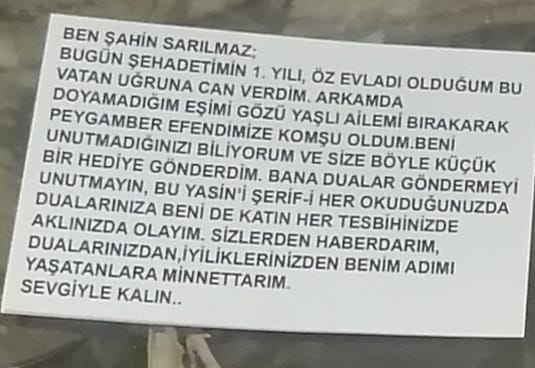 BEN ŞAHİN SARILMAZ;
BUGÜN ŞEHADETİMİN 1. YILI, ÖZ EVLADI OLDUĞUM BU
VATAN UĞRUNA CAN VERDİM. ARKAMDA
DOYAMADIĞIM EŞİMİ GÖZÜ YAŞLI AİLEMİ BIRAKARAK
PEYGAMBER EFENDİMİZE KOMŞU OLDUM.BENİ
UNUTMADIĞINIZI BİLİYORUM VE SİZE BÖYLE KÜÇÜK
BİR HEDİYE GÖNDERDİM. BANA DUALAR GÖNDERMEYİ
UNUTMAYIN, BU YASİN'İ ŞERİF-İ HER OKUDUĞUNUZDA
DUALARINIZA BENİ DE KATIN HER TESBİHİNİZDE
AKLINIZDA OLAYIM. SİZLERDEN HABERDARIM,
DUALARINIZDAN,İYİLİKLERİNİZDEN BENİM ADIMI
YAŞATANLARA MİNNETTARIM.
SEVGİYLE KALIN..